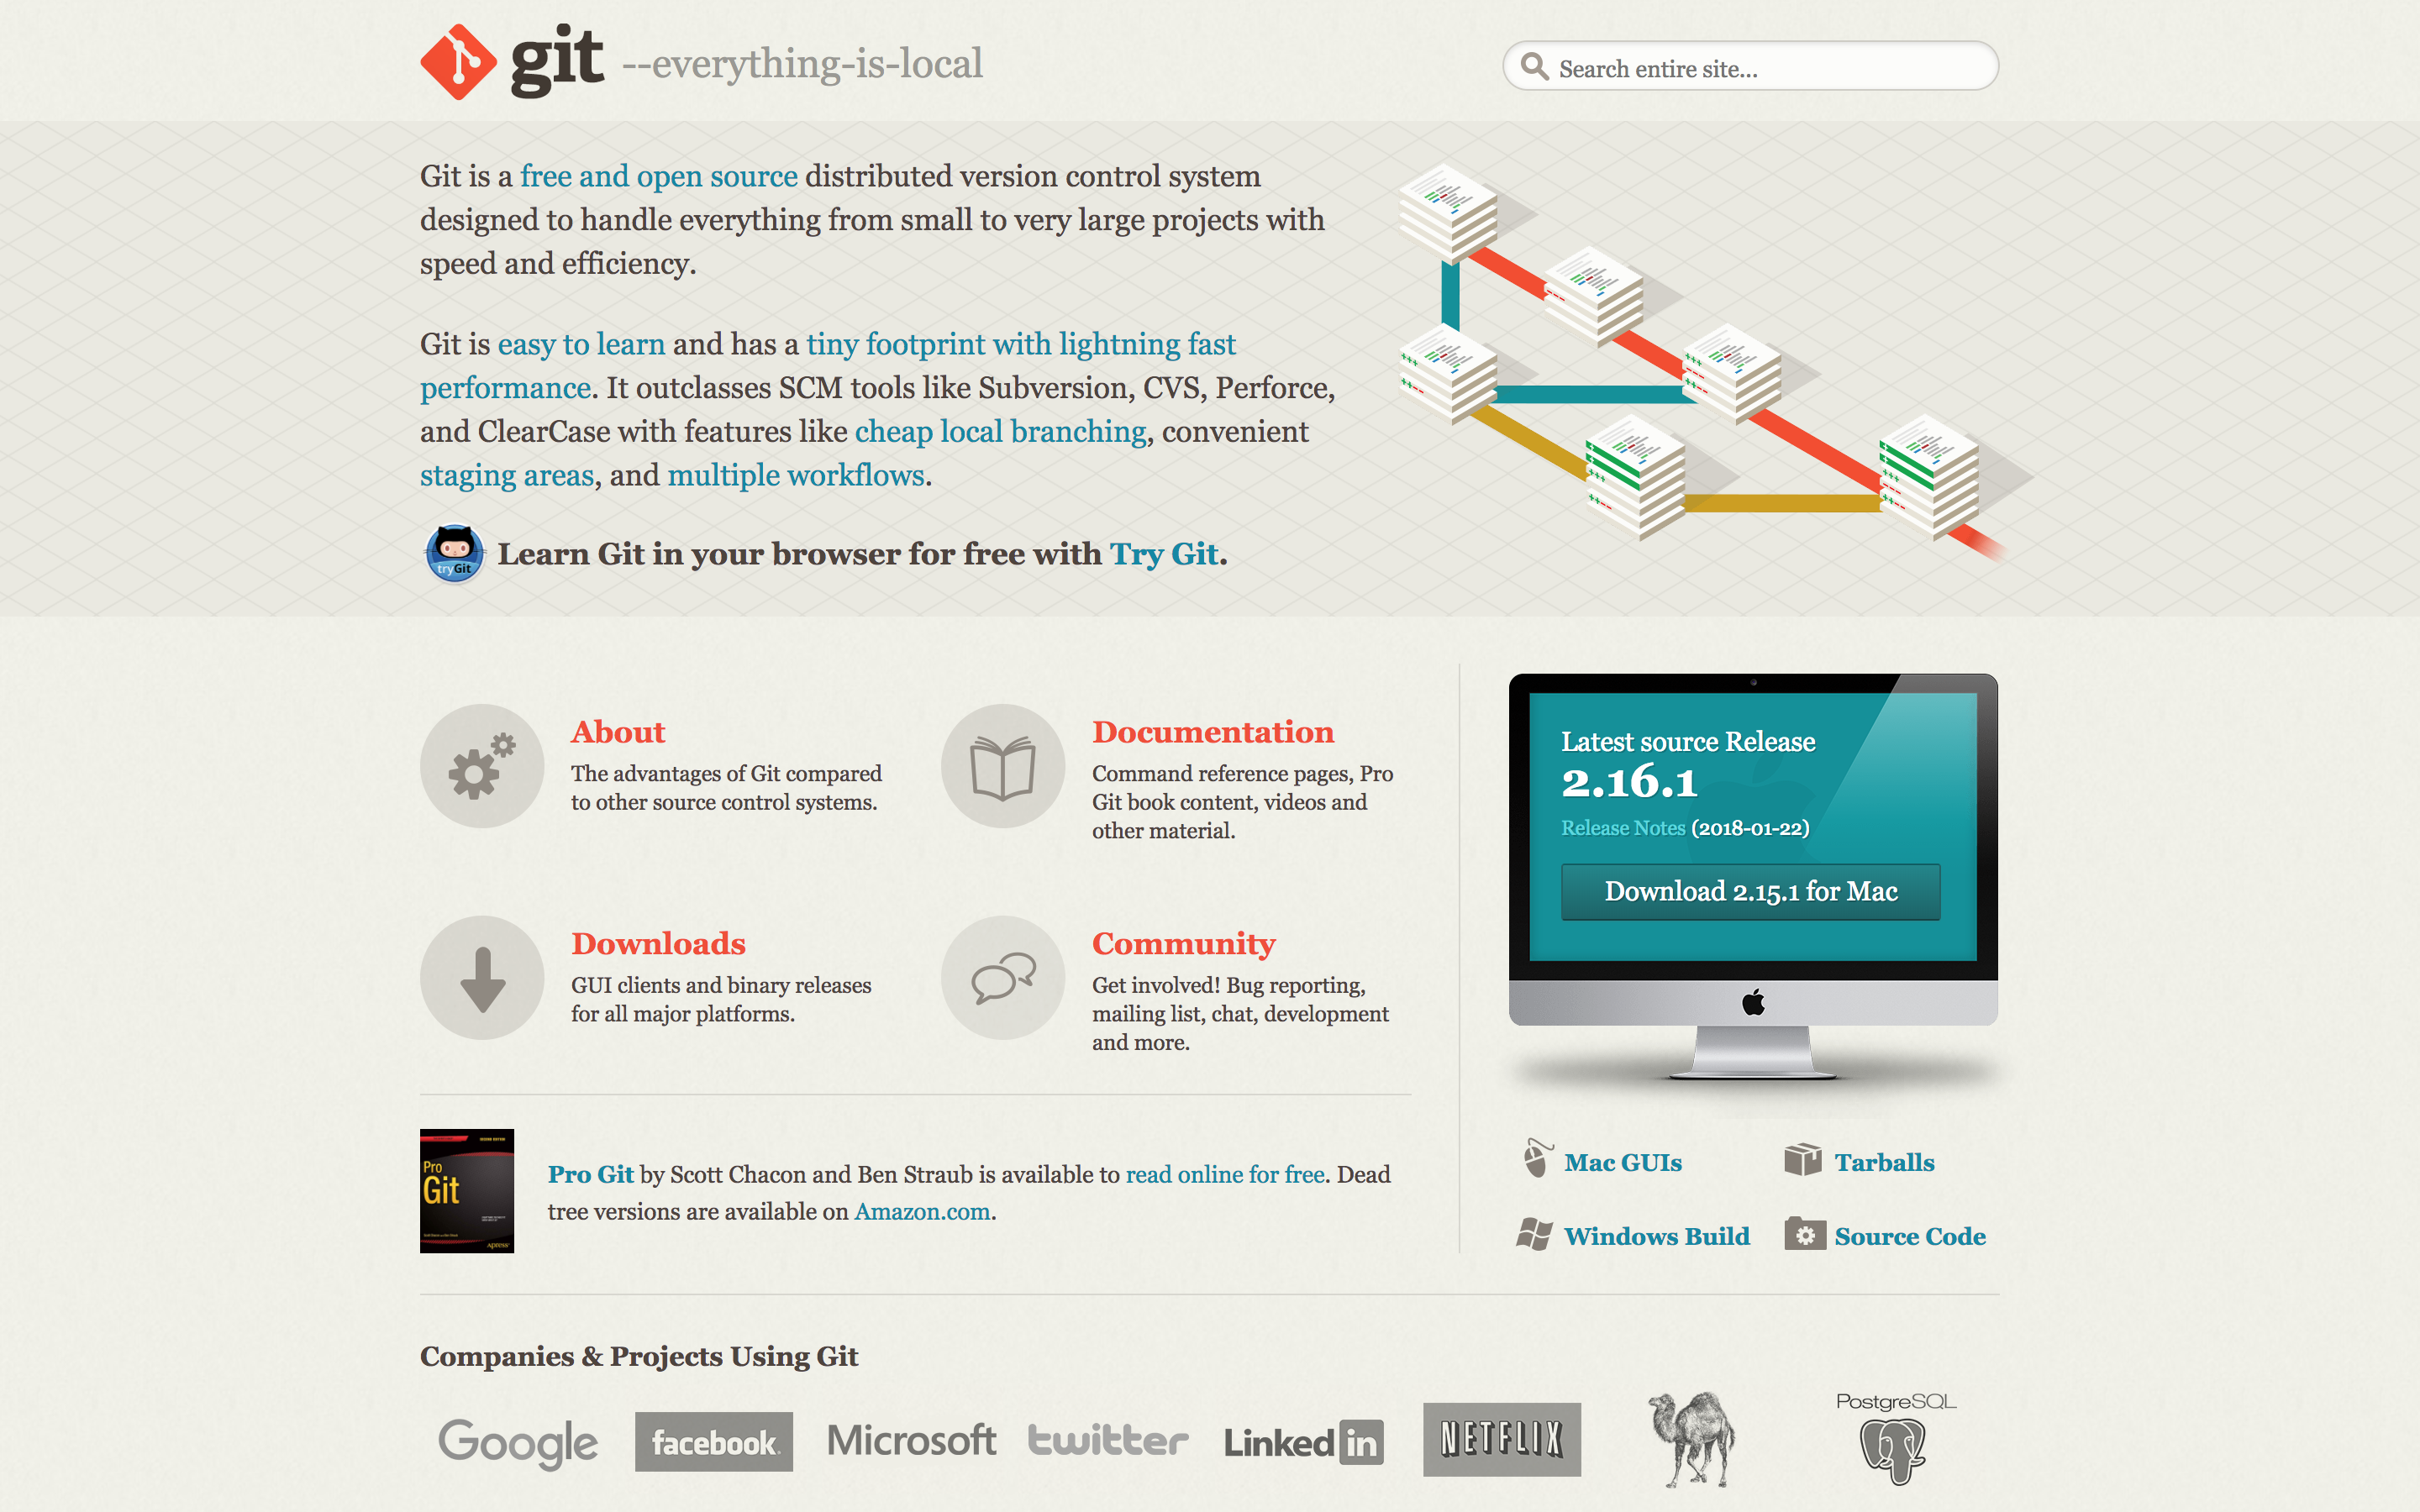 git --everything-is-local
Search entire site...
Git is a free and open source distributed version control system
designed to handle everything from small to very large projects with
speed and efficiency.
Git is easy to learn and has a tiny footprint with lightning fast
performance. It outclasses SCM tools like Subversion, CVS, Perforce,
and ClearCase with features like cheap local branching, convenient
staging areas, and multiple workflows.
tryGit
Learn Git in your browser for free with Try Git.
About
The advantages of Git compared
to other source control systems.
Documentation
Command reference pages, Pro
Git book content, videos and
other material.
Downloads
GUI clients and binary releases
for all major platforms.
Community
Get involved! Bug reporting,
mailing list, chat, development
and more.
Pro
Git
Apress
Pro Git by Scott Chacon and Ben Straub is available to read online for free. Dead
tree versions are available on Amazon.com.
Latest source Release
2.16.1
Release Notes (2018-01-22)
Download 2.15.1 for Mac
Mac GUIs
Tarballs
Windows Build
Source Code
Companies & Projects Using Git
Google
facebook.
Microsoft
twitter
Linked in
NETFLIX
PostgreSQL